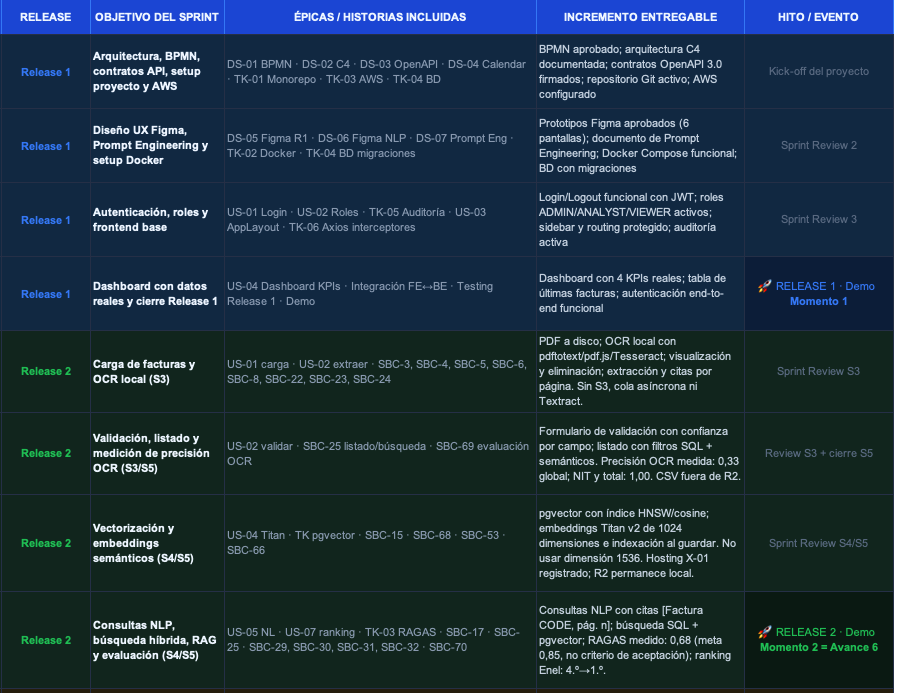 RELEASE
OBJETIVO DEL SPRINT
ÉPICAS / HISTORIAS INCLUIDAS
INCREMENTO ENTREGABLE
HITO / EVENTO
Release 1
Arquitectura, BPMN,
contratos API, setup
proyecto y AWS
DS-01 BPMN · DS-02 C4 · DS-03 OpenAPI · DS-04 Calendar
· TK-01 Monorepo · TK-03 AWS · TK-04 BD
BPMN aprobado; arquitectura C4
documentada; contratos OpenAPI 3.0
firmados; repositorio Git activo; AWS
configurado
Kick-off del proyecto
Release 1
Diseño UX Figma,
Prompt Engineering y
setup Docker
DS-05 Figma R1 · DS-06 Figma NLP · DS-07 Prompt Eng ·
TK-02 Docker · TK-04 BD migraciones
Prototipos Figma aprobados (6
pantallas); documento de Prompt
Engineering; Docker Compose funcional;
BD con migraciones
Sprint Review 2
Release 1
Autenticación, roles y
frontend base
US-01 Login · US-02 Roles · TK-05 Auditoría · US-03
AppLayout · TK-06 Axios interceptores
Login/Logout funcional con JWT; roles
ADMIN/ANALYST/VIEWER activos;
sidebar y routing protegido; auditoría
activa
Sprint Review 3
Release 1
Dashboard con datos
reales y cierre Release 1
US-04 Dashboard KPIs · Integración FE↔BE · Testing
Release 1 · Demo
Dashboard con 4 KPIs reales; tabla de
últimas facturas; autenticación end-to-
end funcional
🚀 RELEASE 1 · Demo
Momento 1
Release 2
Carga de facturas y
OCR local (S3)
US-01 carga · US-02 extraer · SBC-3, SBC-4, SBC-5, SBC-6,
SBC-8, SBC-22, SBC-23, SBC-24
PDF a disco; OCR local con
pdftotext/pdf.js/Tesseract; visualización
y eliminación; extracción y citas por
página. Sin S3, cola asíncrona ni
Textract.
Sprint Review S3
Release 2
Validación, listado y
medición de precisión
OCR (S3/S5)
US-02 validar · SBC-25 listado/búsqueda · SBC-69 evaluación
OCR
Formulario de validación con confianza
por campo; listado con filtros SQL +
semánticos. Precisión OCR medida: 0,33
global; NIT y total: 1,00. CSV fuera de R2.
Review S3 + cierre S5
Release 2
Vectorización y
embeddings
semánticos (S4/S5)
US-04 Titan · TK pgvector · SBC-15 · SBC-68 · SBC-53 ·
SBC-66
pgvector con índice HNSW/cosine;
embeddings Titan v2 de 1024
dimensiones e indexación al guardar. No
usar dimensión 1536. Hosting X-01
registrado; R2 permanece local.
Sprint Review S4/S5
Release 2
Consultas NLP,
búsqueda híbrida, RAG
y evaluación (S4/S5)
US-05 NL · US-07 ranking · TK-03 RAGAS · SBC-17 · SBC-
25 · SBC-29, SBC-30, SBC-31, SBC-32 · SBC-70
Consultas NLP con citas [Factura
CODE, pág. n]; búsqueda SQL +
pgvector; RAGAS medido: 0,68 (meta
0,85, no criterio de aceptación); ranking
Enel: 4.º→1.º.
🚀 RELEASE 2 · Demo
Momento 2 = Avance 6